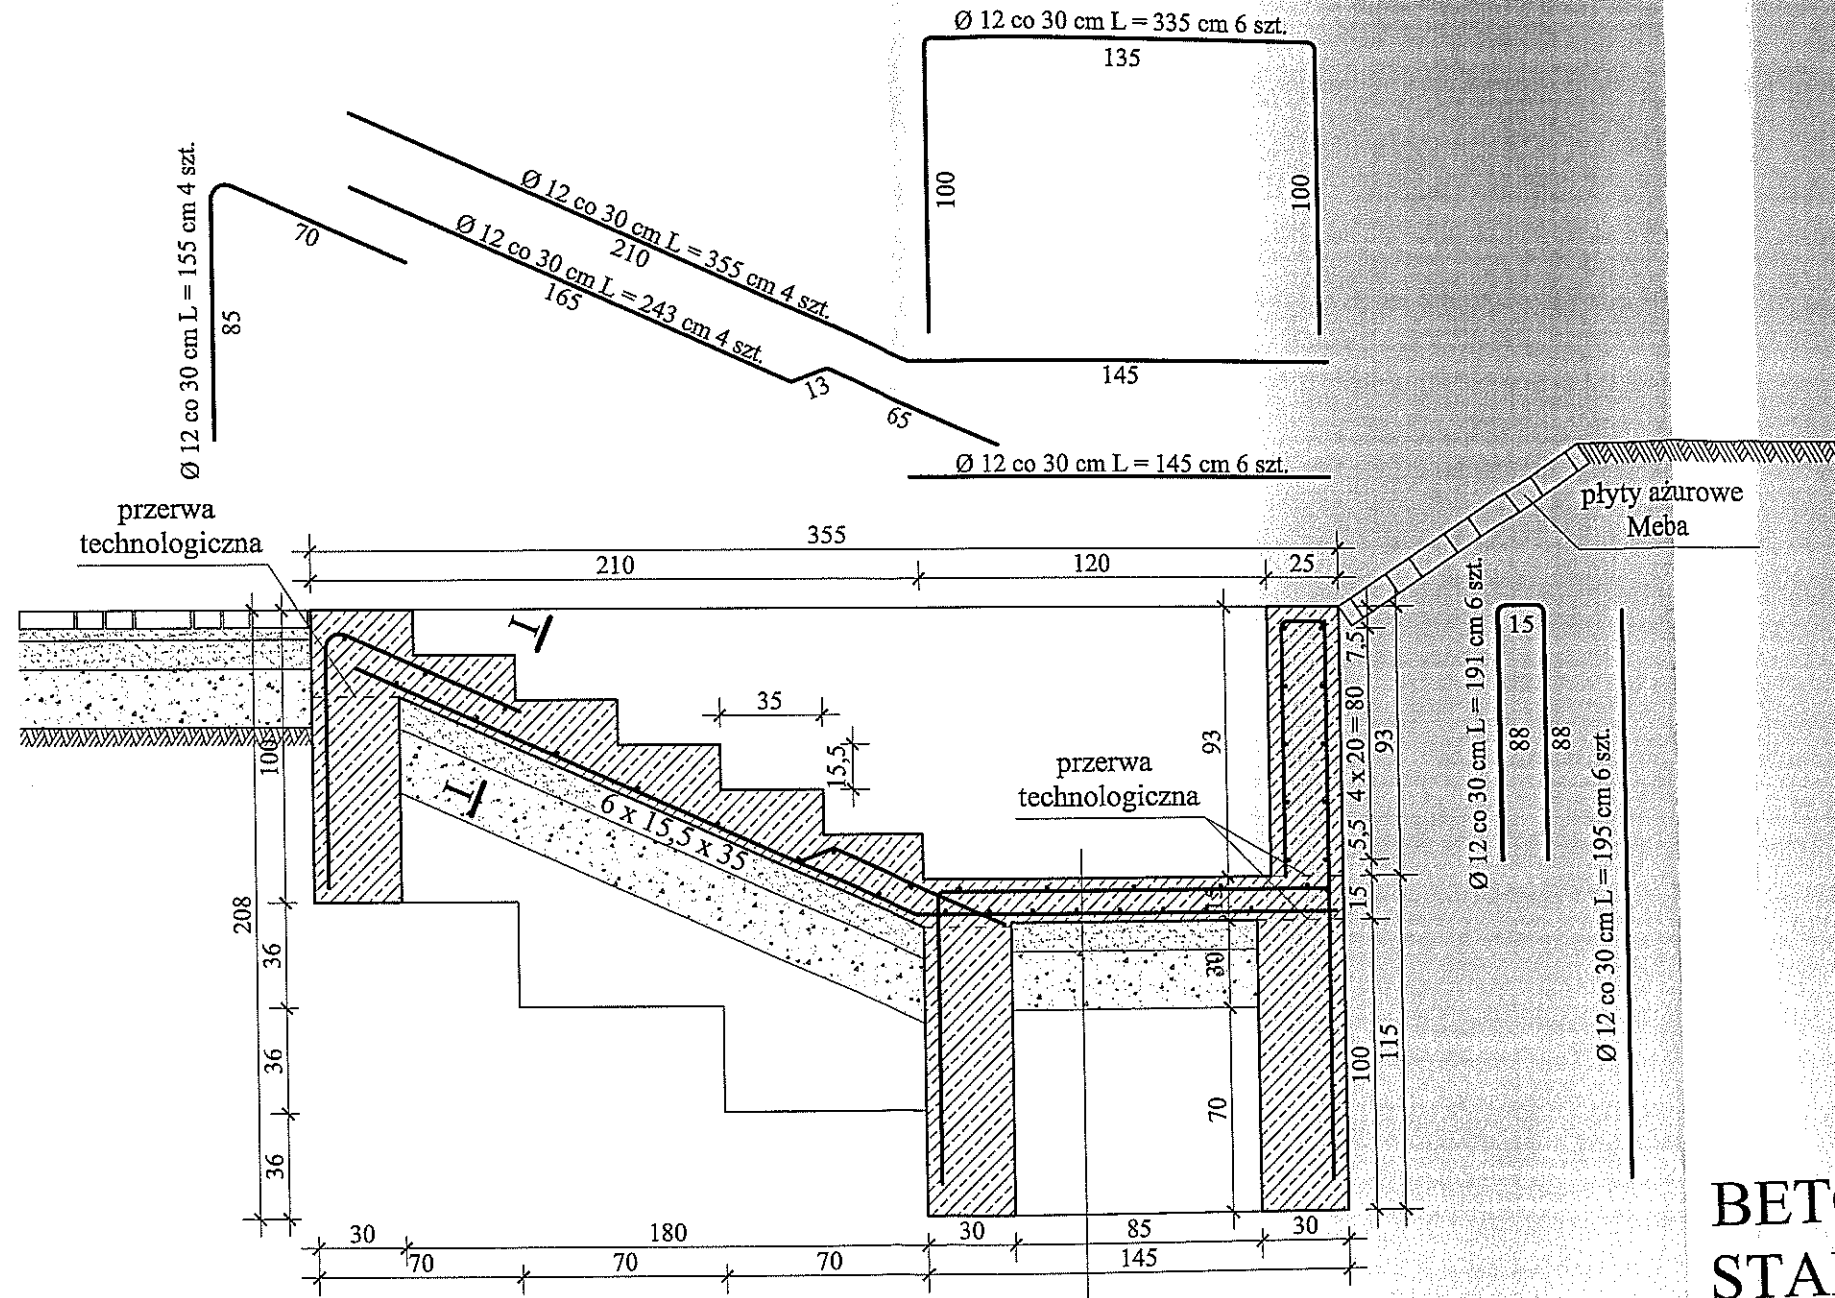 Ø 12 co 30 cm L = 335 cm 6 szt.
135
100
100
Ø 12 co 30 cm L = 155 cm 4 szt.
70
85
Ø 12 co 30 cm L = 355 cm 4 szt.
210
Ø 12 co 30 cm L = 243 cm 4 szt.
165
13
65
145
Ø 12 co 30 cm L = 145 cm 6 szt.
przerwa
technologiczna
płyty ażurowe
Meba
355
210
120
25
I
I
35
15,5
6 x 15,5 x 35
93
przerwa
technologiczna
7,5
4 x 20 = 80
5,5
93
15
15
30
70
100
115
Ø 12 co 30 cm L = 191 cm 6 szt.
15
88
88
Ø 12 co 30 cm L = 195 cm 6 szt.
100
208
36
36
36
30
180
30
85
30
70
70
70
145
BET
STA